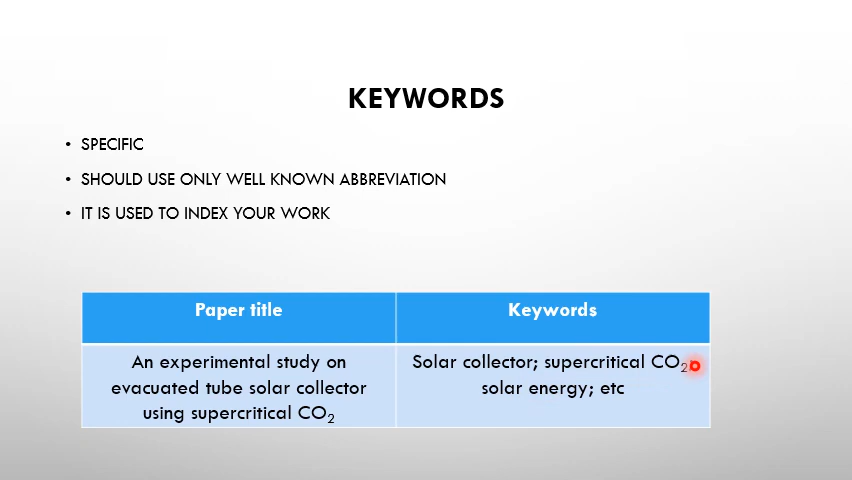 KEYWORDS
• SPECIFIC
• SHOULD USE ONLY WELL KNOWN ABBREVIATION
• IT IS USED TO INDEX YOUR WORK
Paper title
Keywords
An experimental study on
evacuated tube solar collector
using supercritical CO₂
Solar collector; supercritical CO₂
solar energy; etc